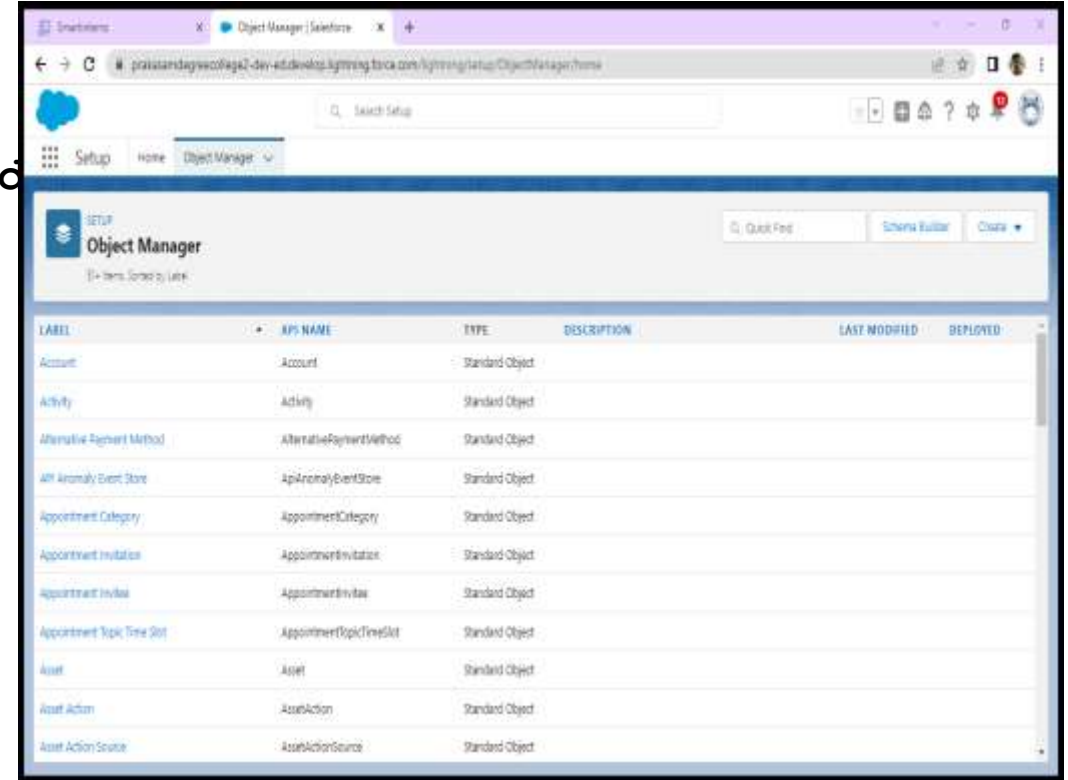 Object Manager | Salesforce
Search Setup
Setup Home Object Manager
SETUP
Object Manager
Quick Find Schema Builder Create
LABEL API NAME TYPE DESCRIPTION LAST MODIFIED DEPLOYED
Account Account Standard Object
Activity Activity Standard Object
Alternative Payment Method AlternativePaymentMethod Standard Object
API Anomaly Event Store ApiAnomalyEventStore Standard Object
Appointment Category AppointmentCategory Standard Object
Appointment Invitation AppointmentInvitation Standard Object
Appointment Invitee AppointmentInvitee Standard Object
Appointment Topic Time Slot AppointmentTopicTimeSlot Standard Object
Asset Asset Standard Object
Asset Action AssetAction Standard Object
Asset Action Source AssetActionSource Standard Object